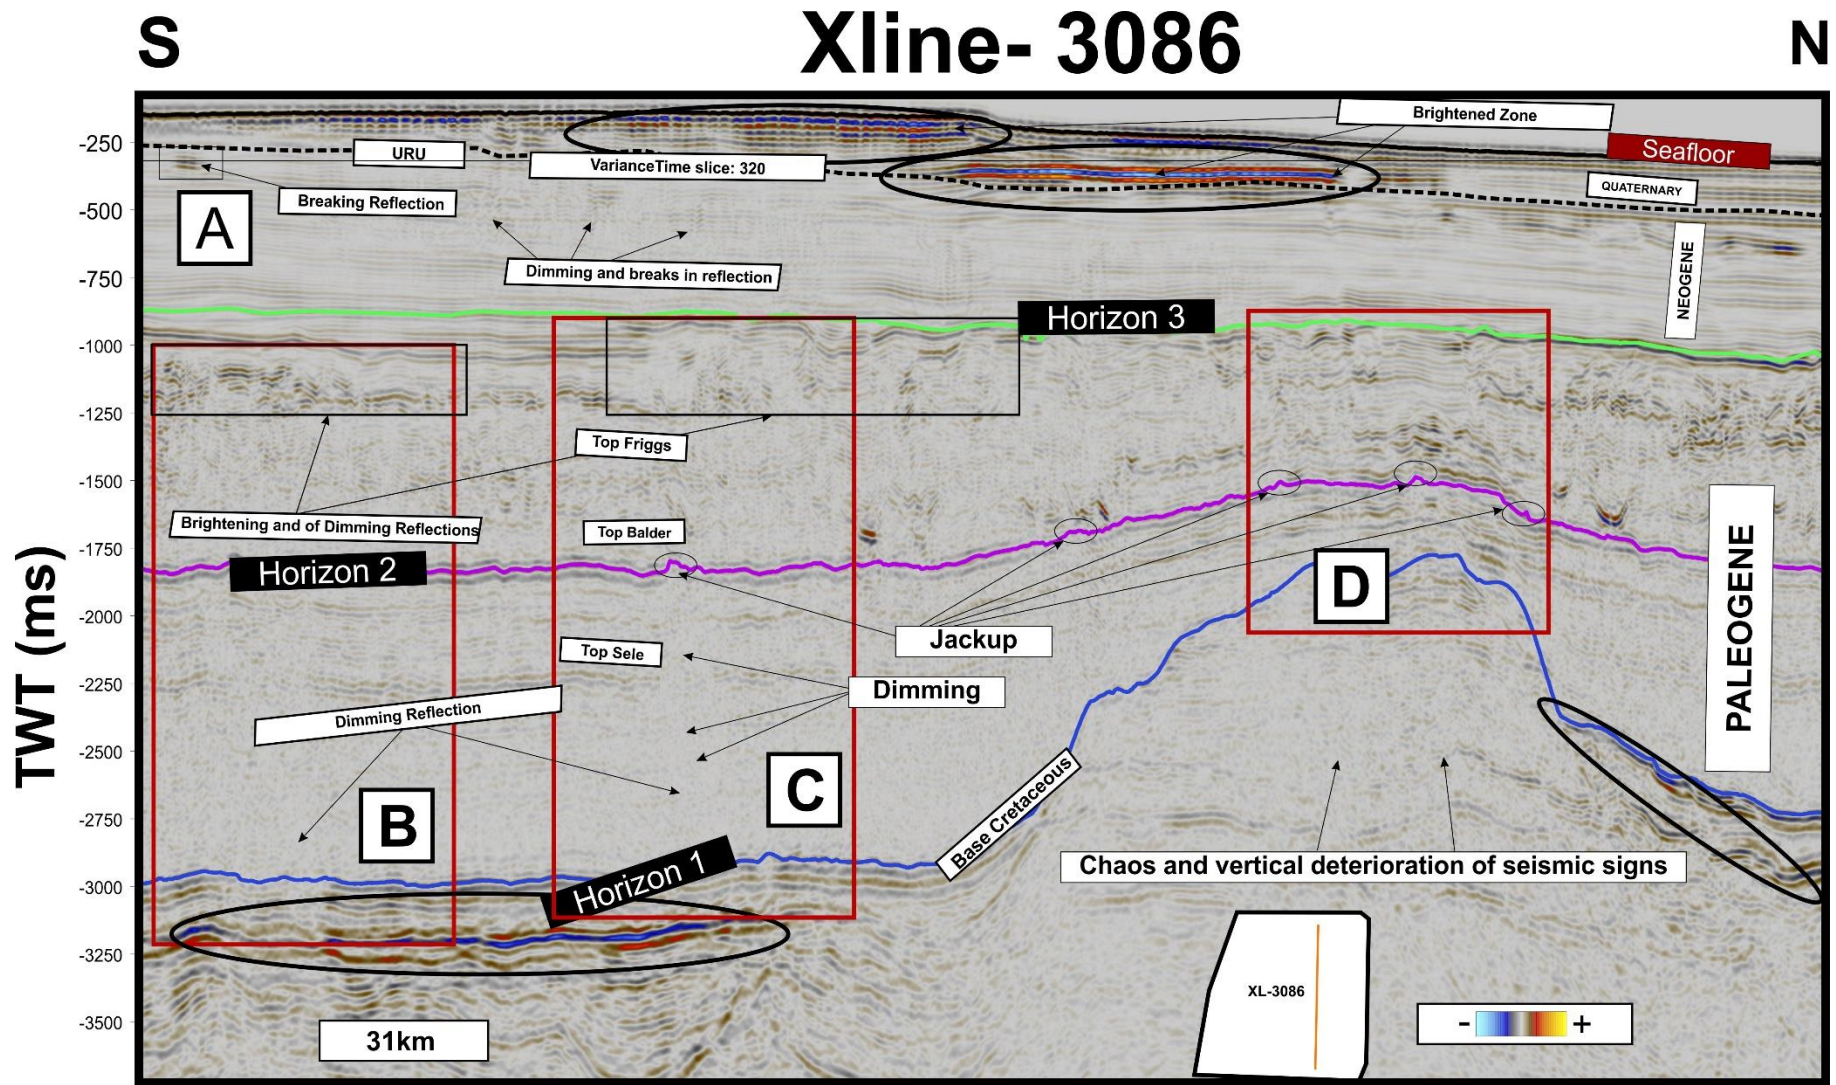 S
Xline- 3086
N
Brightened Zone
-250
URU
VarianceTime slice: 320
Seafloor
QUATERNARY
Breaking Reflection
-500
A
NEOGENE
Dimming and breaks in reflection
-750
Horizon 3
-1000
-1250
Top Friggs
-1500
Brightening and of Dimming Reflections
Top Balder
-1750
Horizon 2
D
PALEOGENE
-2000
Jackup
Top Sele
-2250
Dimming
Dimming Reflection
TWT (ms)
-2500
C
B
-2750
Base Cretaceous
Chaos and vertical deterioration of seismic signs
Horizon 1
-3000
-3250
XL-3086
-3500
31km
- +